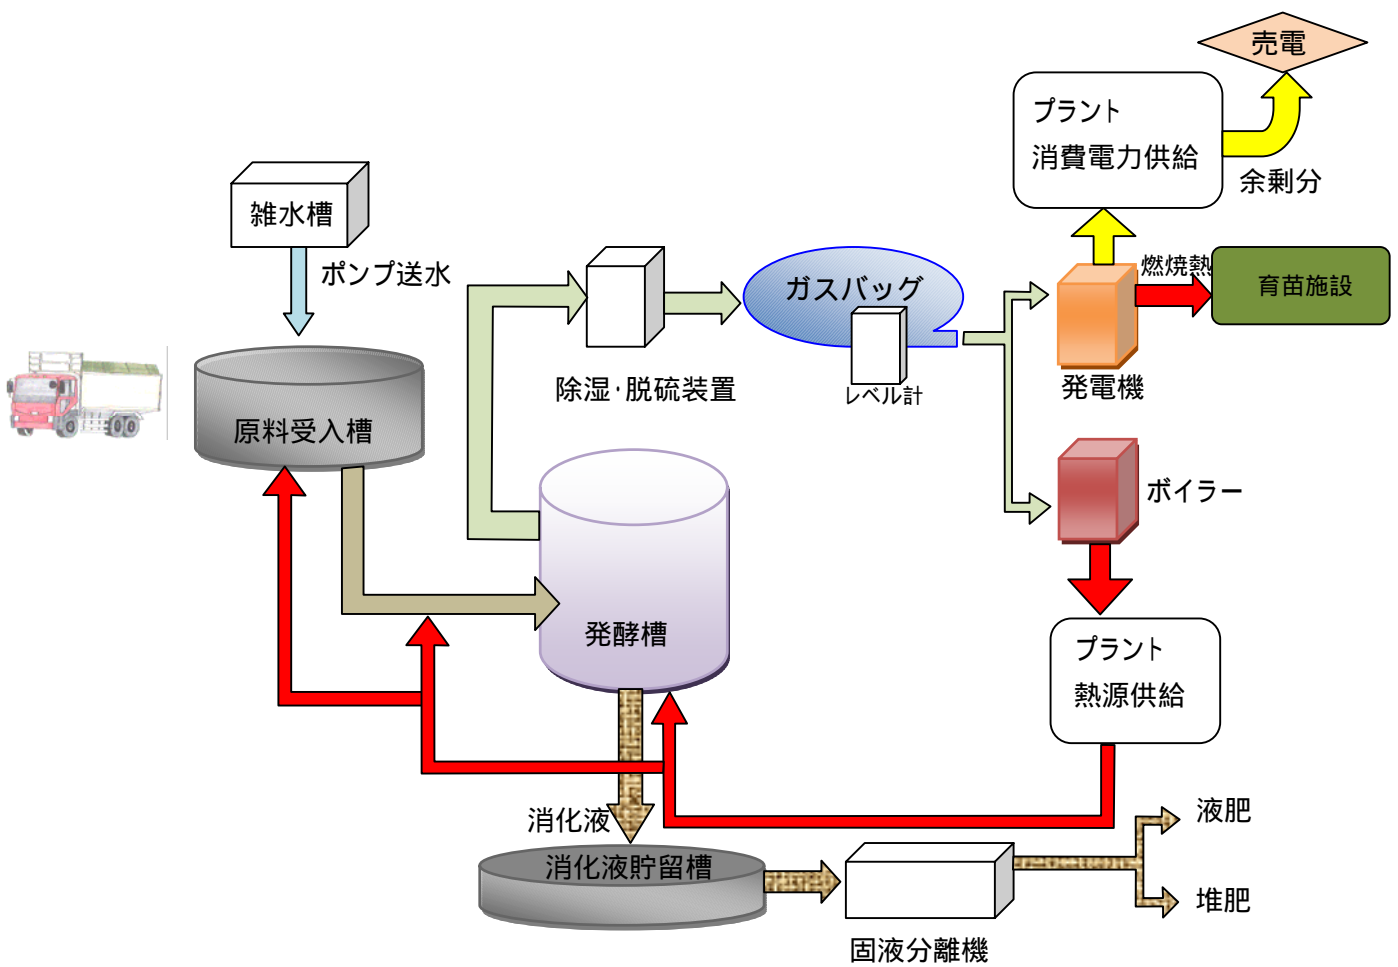 売電
プラント
消費電力供給
余剰分
雑水槽
ポンプ送水
燃焼熱
育苗施設
ガスバッグ
レベル計
除湿・脱硫装置
発電機
原料受入槽
ボイラー
発酵槽
プラント
熱源供給
消化液
液肥
消化液貯留槽
堆肥
固液分離機